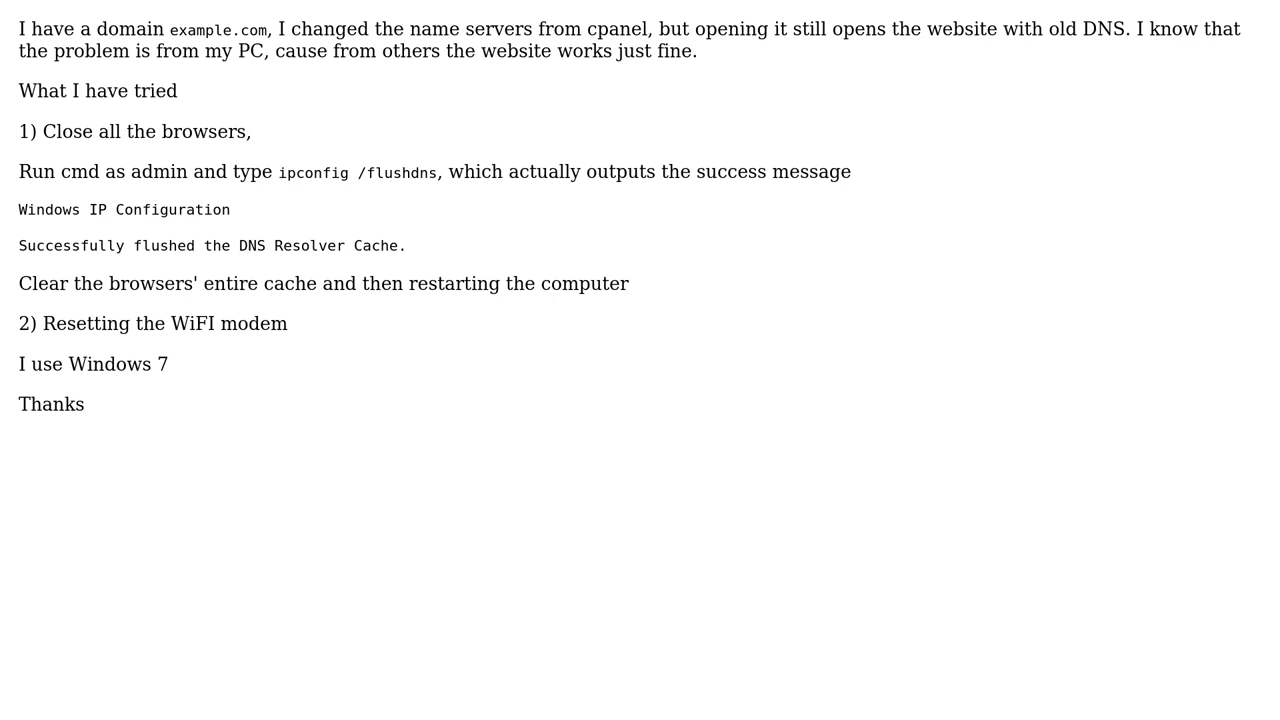 I have a domain example.com, I changed the name servers from cpanel, but opening it still opens the website with old DNS. I know that
the problem is from my PC, cause from others the website works just fine.
What I have tried
1) Close all the browsers,
Run cmd as admin and type ipconfig /flushdns, which actually outputs the success message
Windows IP Configuration
Successfully flushed the DNS Resolver Cache.
Clear the browsers' entire cache and then restarting the computer
2) Resetting the WiFI modem
I use Windows 7
Thanks